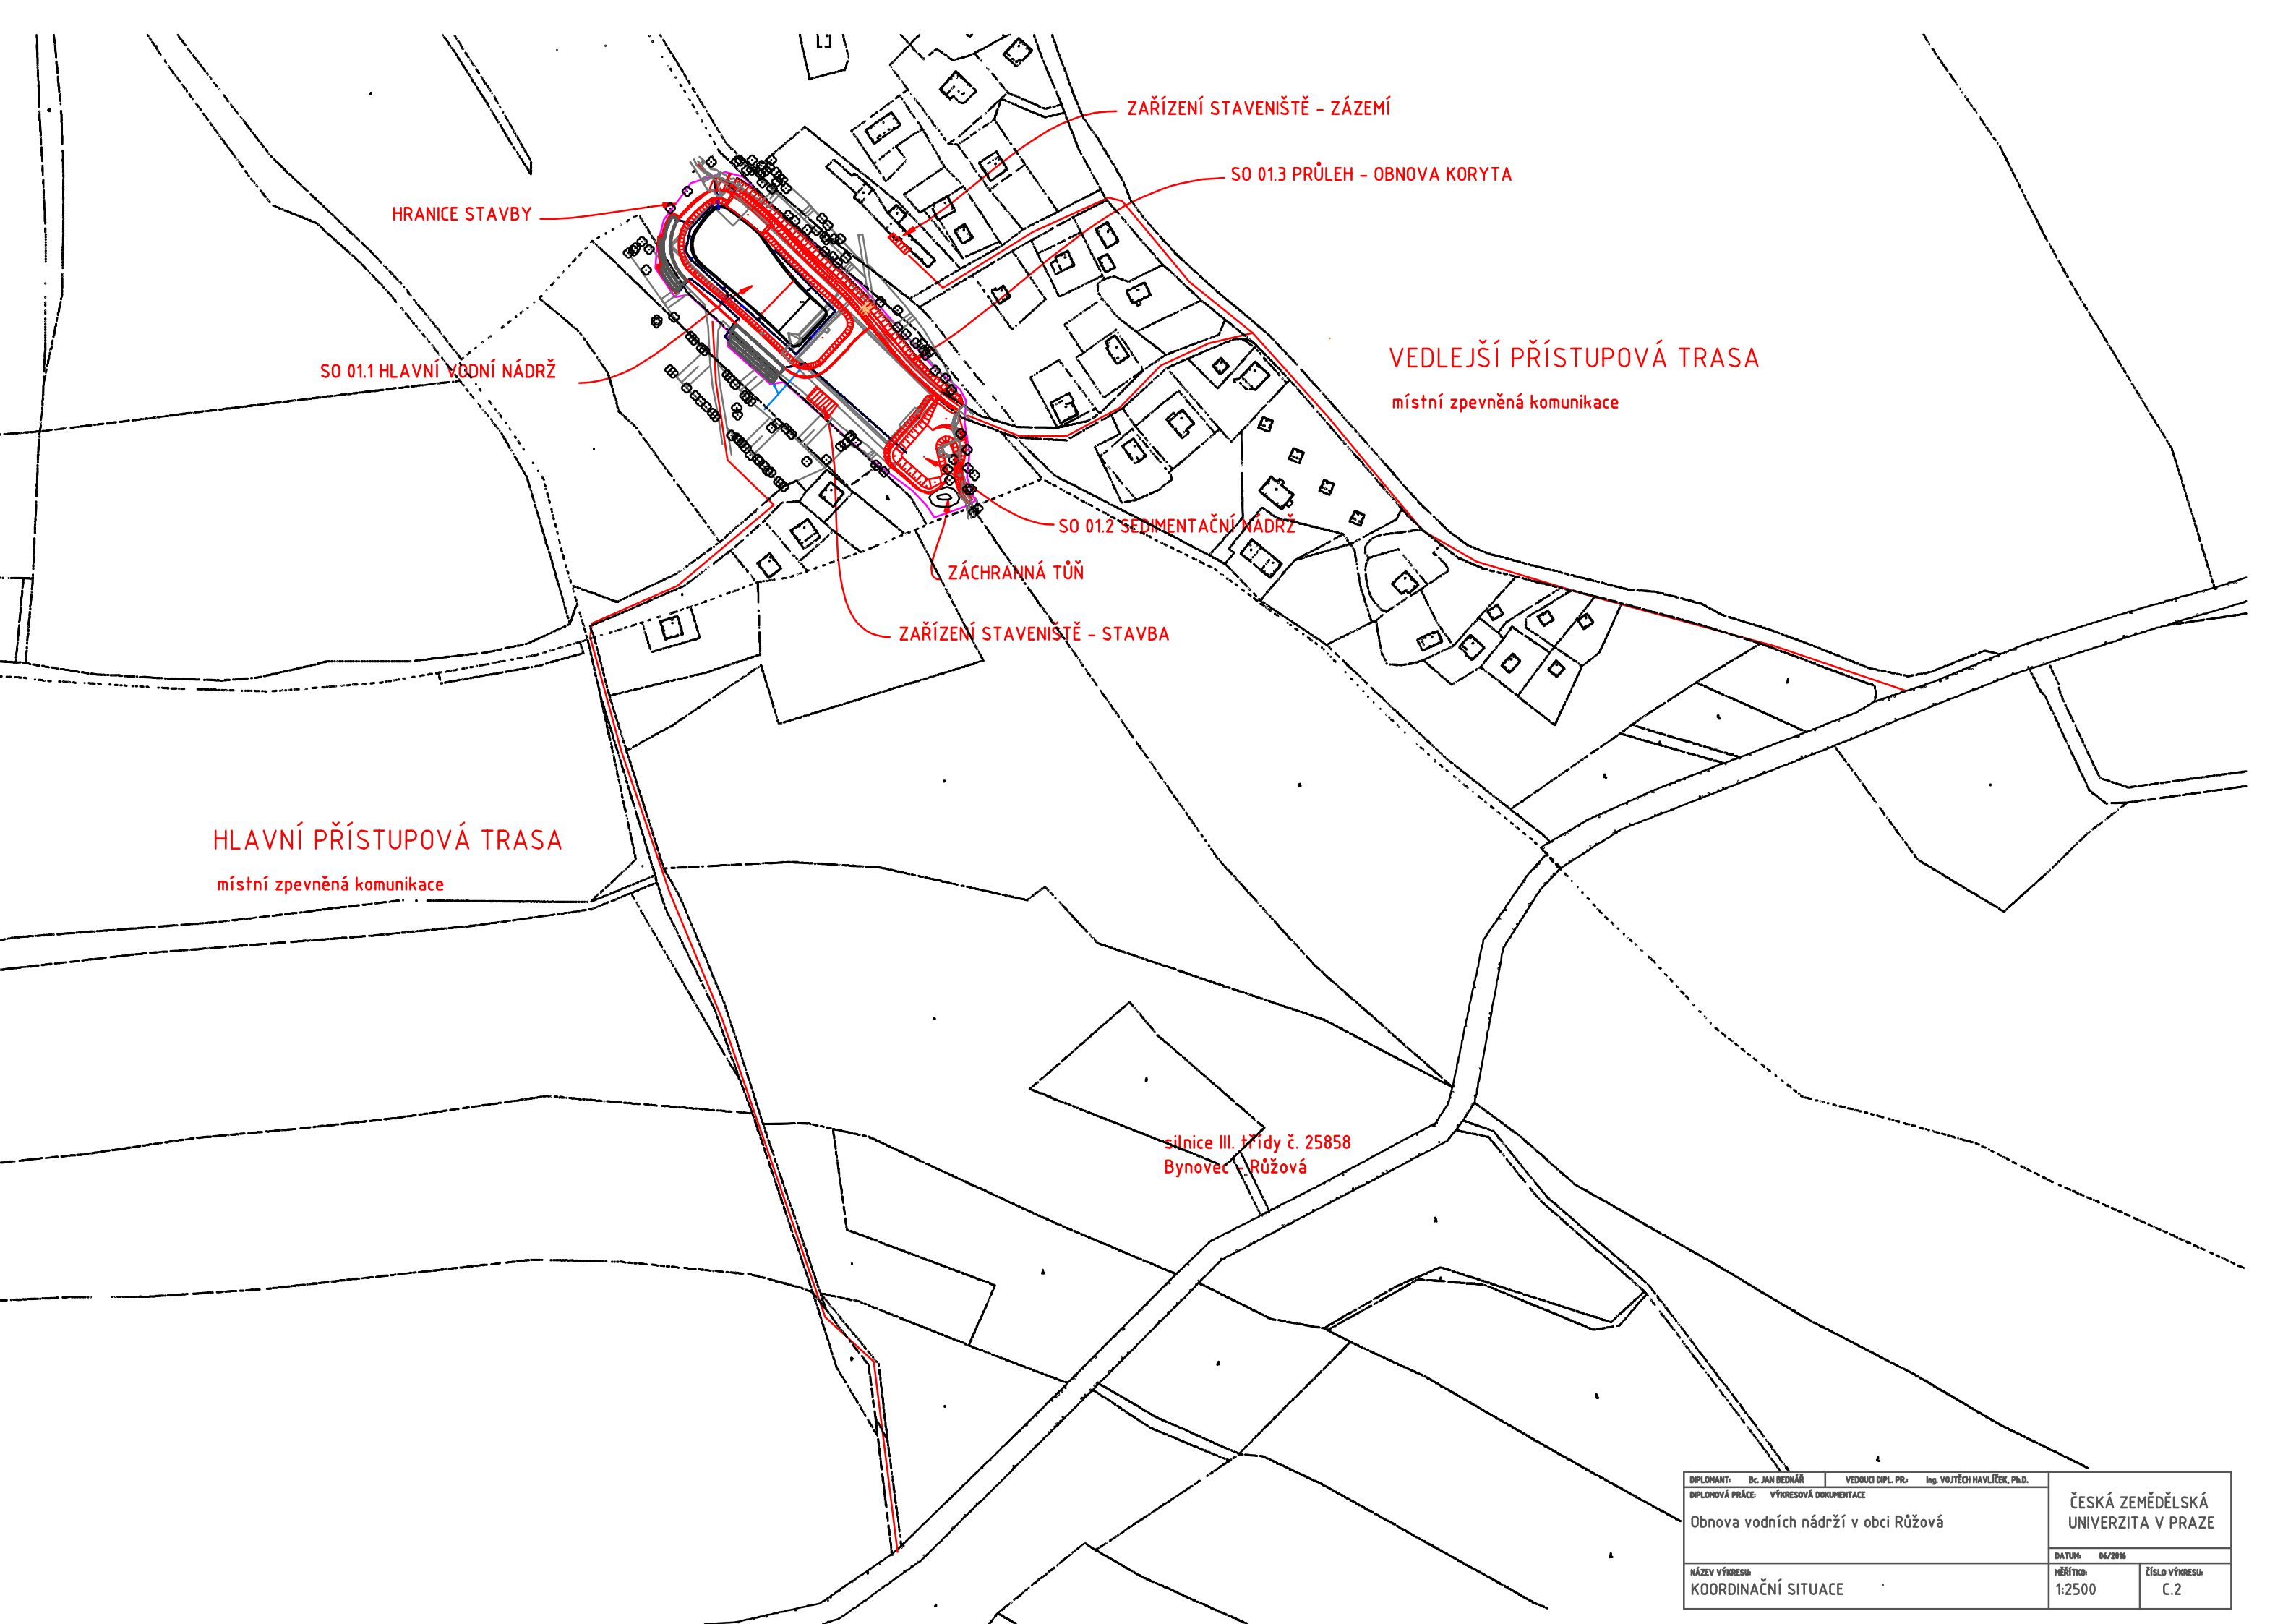 ZAŘÍZENÍ STAVENIŠTĚ - ZÁZEMÍ
SO 01.3 PRŮLEH - OBNOVA KORYTA
HRANICE STAVBY
SO 01.1 HLAVNÍ VODNÍ NÁDRŽ
VEDLEJŠÍ PŘÍSTUPOVÁ TRASA
místní zpevněná komunikace
SO 01.2 SEDIMENTAČNÍ NÁDRŽ
ZÁCHRANNÁ TŮŇ
ZAŘÍZENÍ STAVENIŠTĚ - STAVBA
HLAVNÍ PŘÍSTUPOVÁ TRASA
místní zpevněná komunikace
silnice III. třídy č. 25858
Bynovec - Růžová
DIPLOMANT: Bc. JAN BEDNÁŘ VEDOUCI DIPL. PR.: Ing. VOJTĚCH HAVLÍČEK, Ph.D.
DIPLOMOVÁ PRÁCE: VÝKRESOVÁ DOKUMENTACE
Obnova vodních nádrží v obci Růžová
ČESKÁ ZEMĚDĚLSKÁ
UNIVERZITA V PRAZE
DATUM: 06/2016
NÁZEV VÝKRESU:
KOORDINAČNÍ SITUACE
MĚŘÍTKO:
1:2500
ČÍSLO VÝKRESU:
C.2